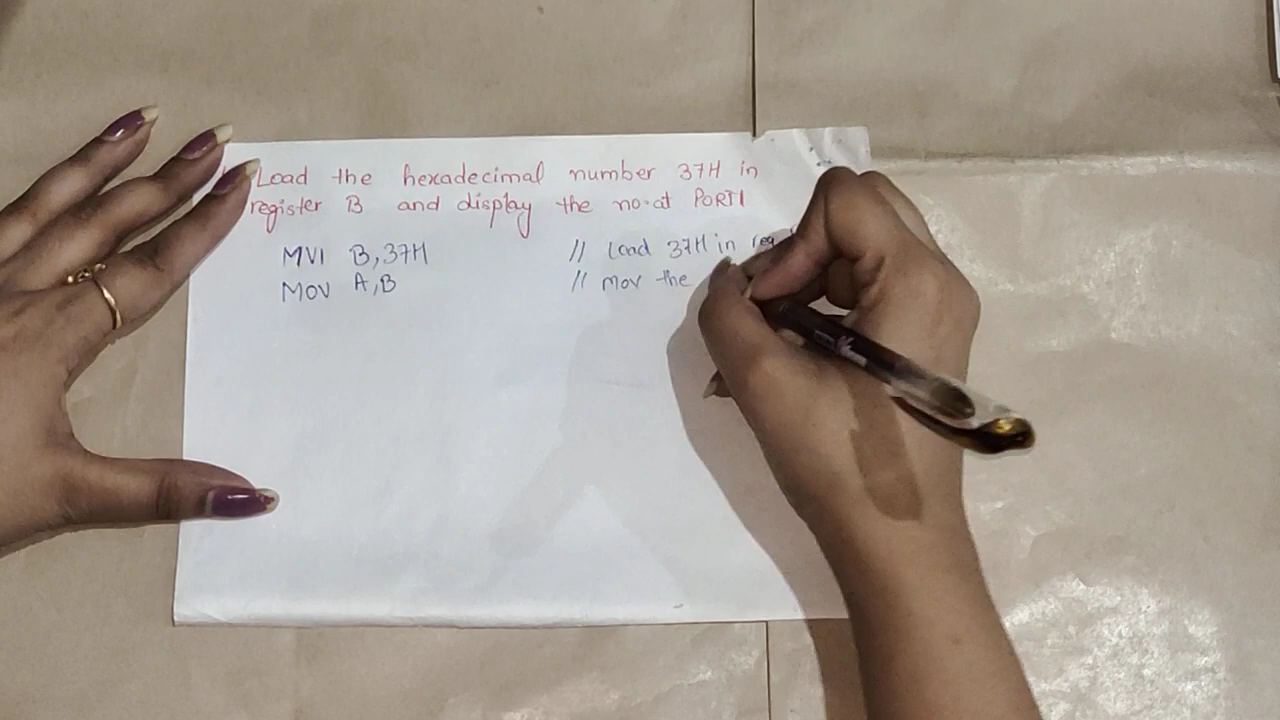 Load the hexadecimal number 37H in
register B and display the no. at PORT1
MVI B,37H // Load 37H in reg
MOV A,B // Mov the